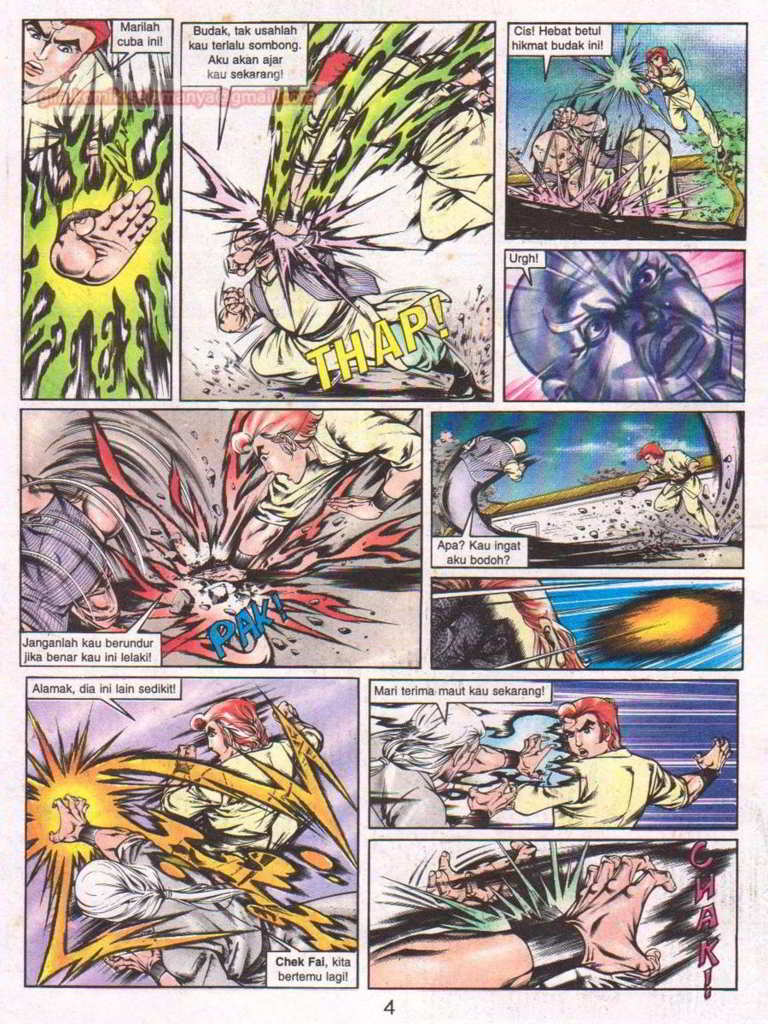 Marilah
cuba ini!
Budak, tak usahlah
kau terlalu sombong.
Aku akan ajar
kau sekarang!
THAP!
Cis! Hebat betul
hikmat budak ini!
Urgh!
Janganlah kau berundur
jika benar kau ini lelaki!
PAK!
Apa? Kau ingat
aku bodoh?
Alamak, dia ini lain sedikit!
Chek Fai, kita
bertemu lagi!
Mari terima maut kau sekarang!
CHAK!
4